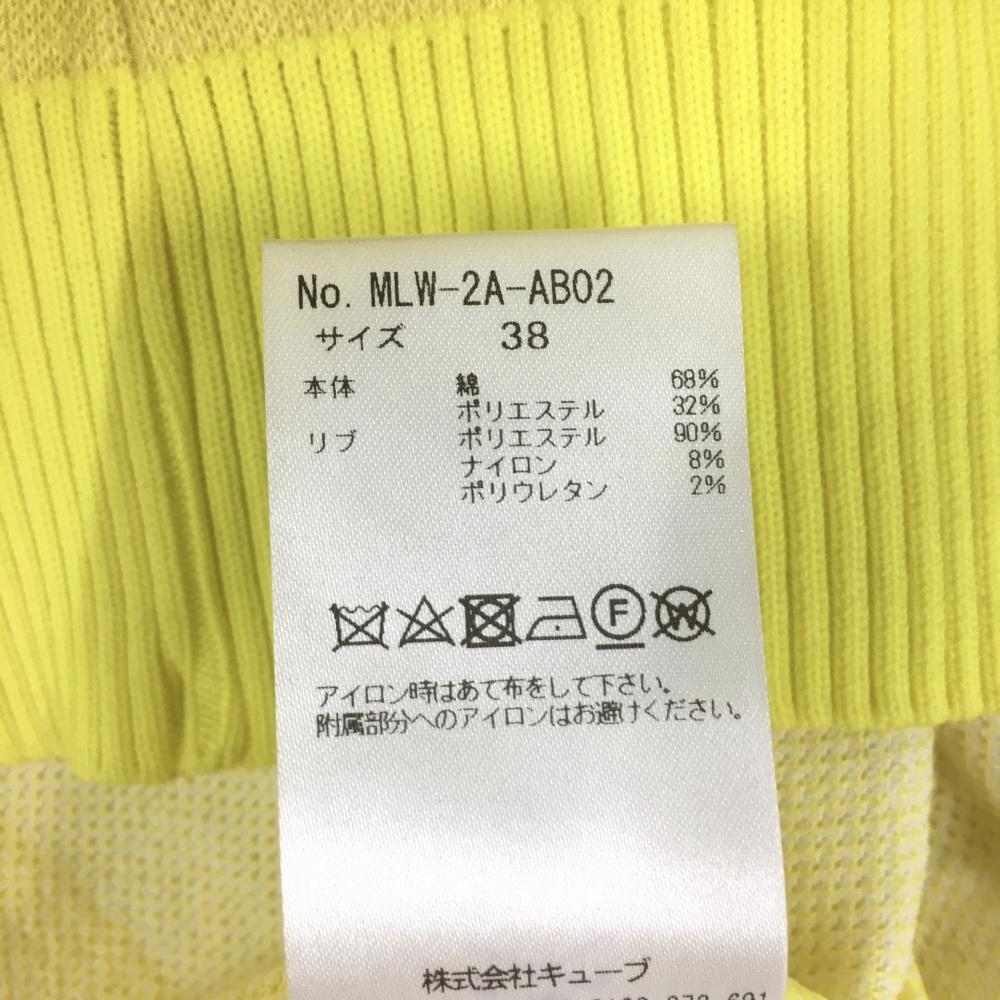 No. MLW-2A-AB02
サイズ 38
本体 綿 68%
ポリエステル 32%
リブ ポリエステル 90%
ナイロン 8%
ポリウレタン 2%
F W
アイロン時はあて布をして下さい。
附属部分へのアイロンはお避けください。
株式会社キューブ